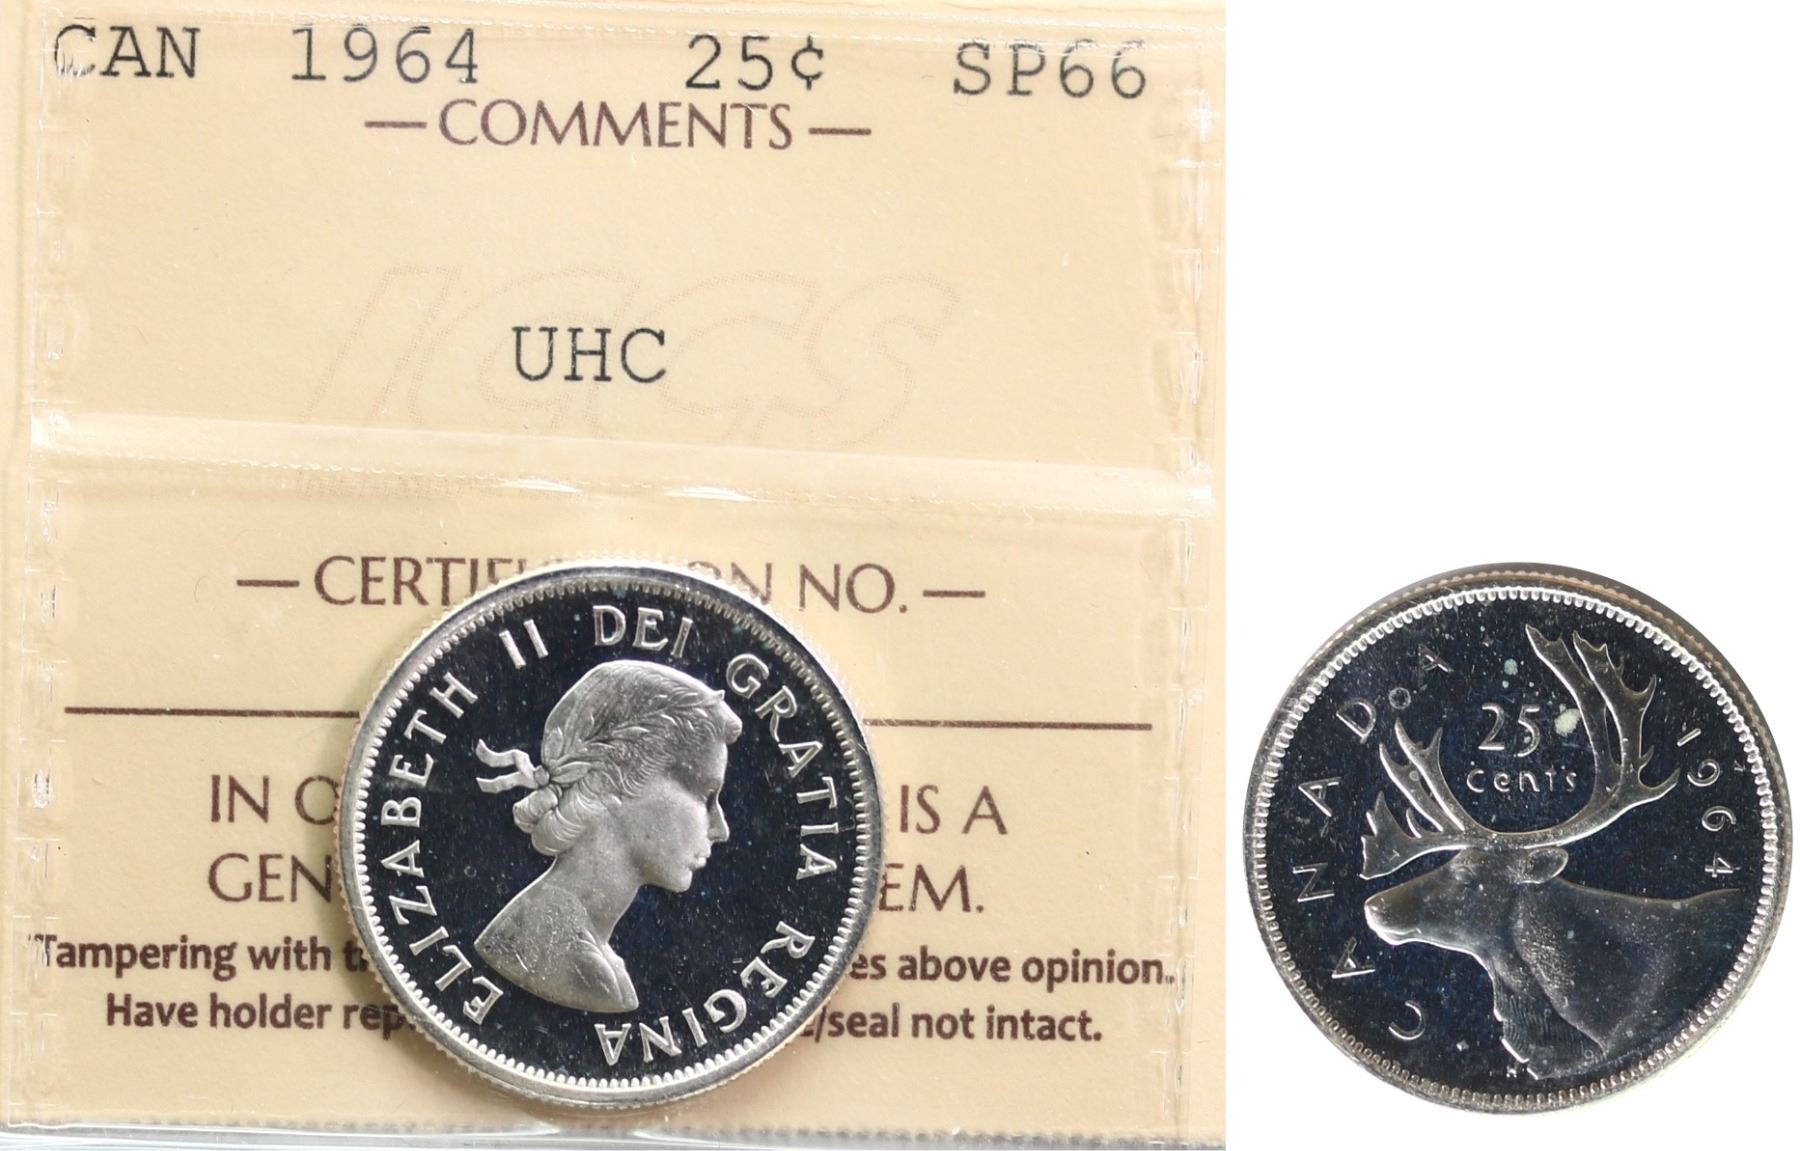 CAN 1964 25¢ SP66
— COMMENTS —
ICCS
UHC
— CERTIF ON NO. —
IN O IS A
GEN EM.
Tampering with t es above opinion.
Have holder rep e/seal not intact.
ELIZABETH II DEI GRATIA REGINA
CANADA 1964
25
cents
H